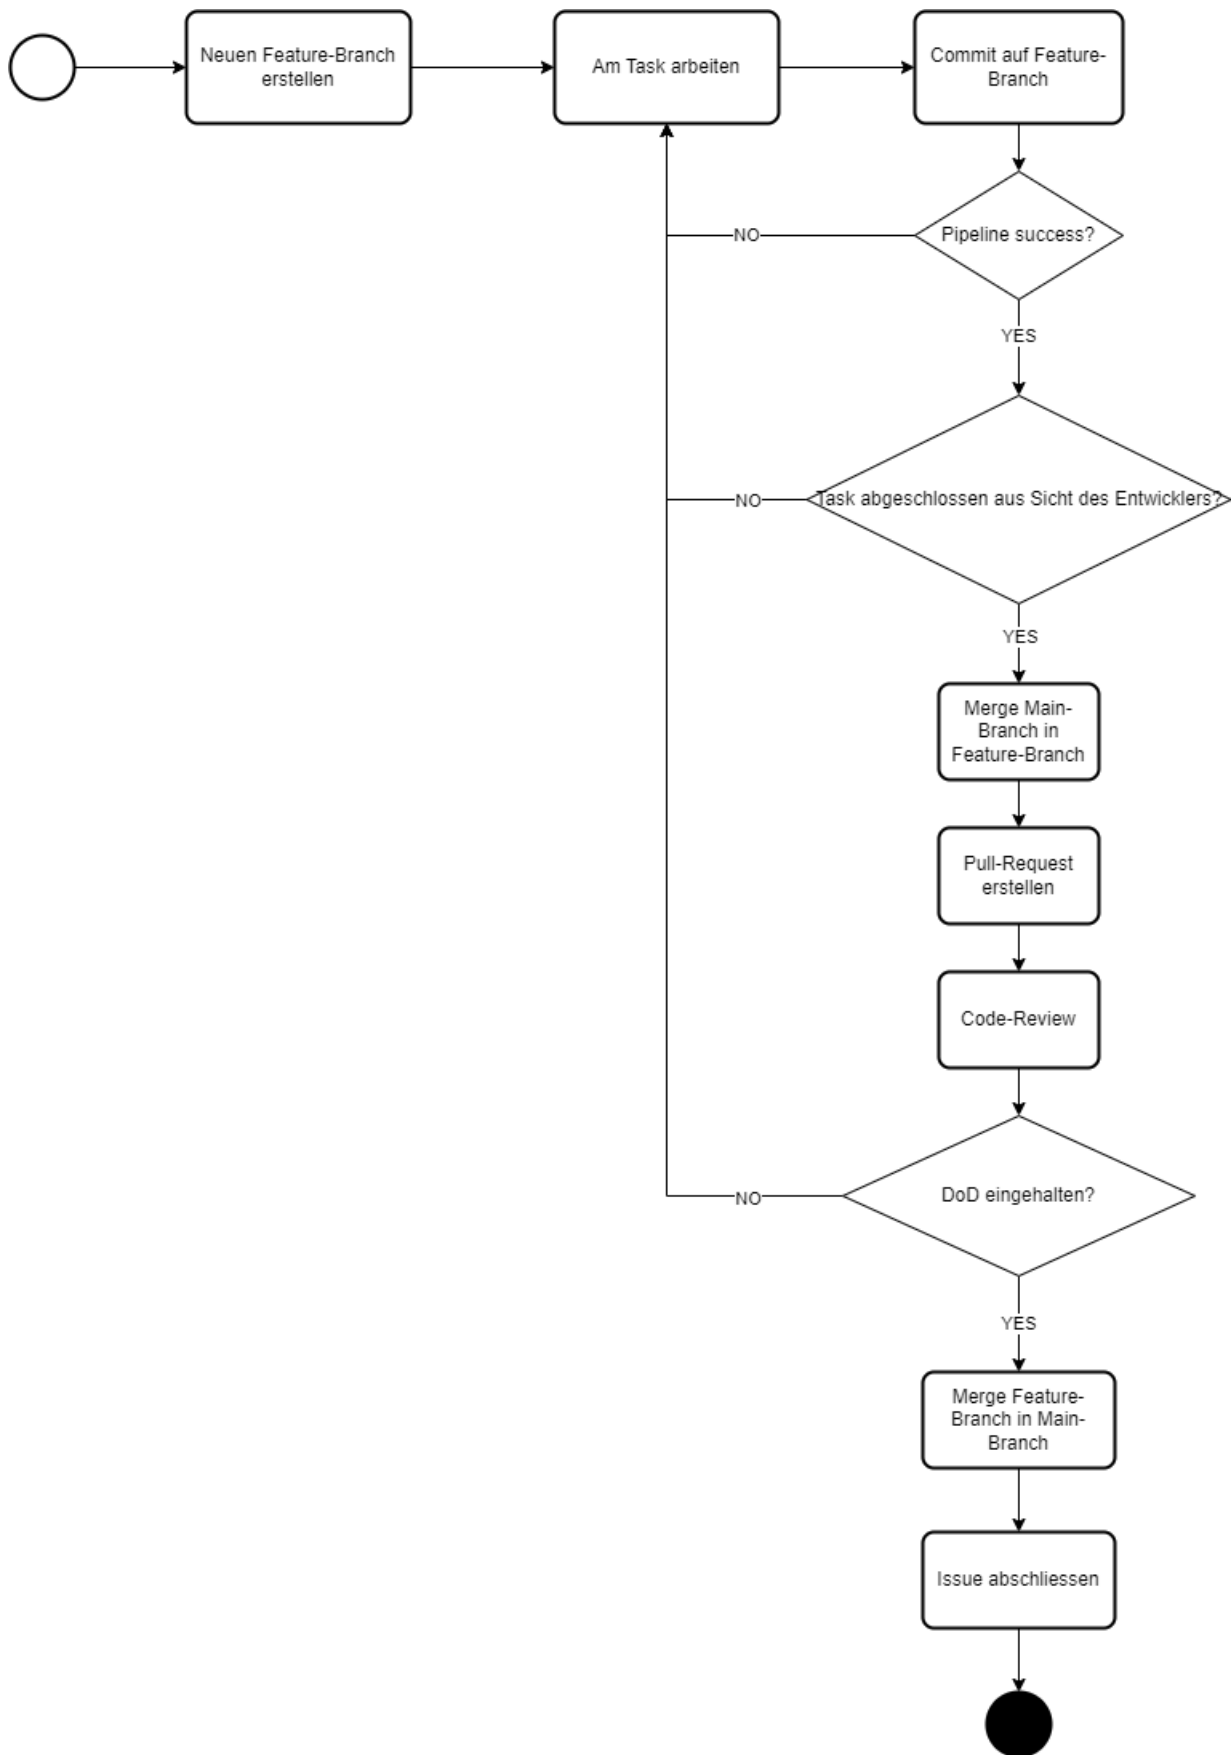 Neuen Feature-Branch
erstellen
Am Task arbeiten
Commit auf Feature-
Branch
Pipeline success?
NO
YES
Task abgeschlossen aus Sicht des Entwicklers?
NO
YES
Merge Main-
Branch in
Feature-Branch
Pull-Request
erstellen
Code-Review
DoD eingehalten?
NO
YES
Merge Feature-
Branch in Main-
Branch
Issue abschliessen